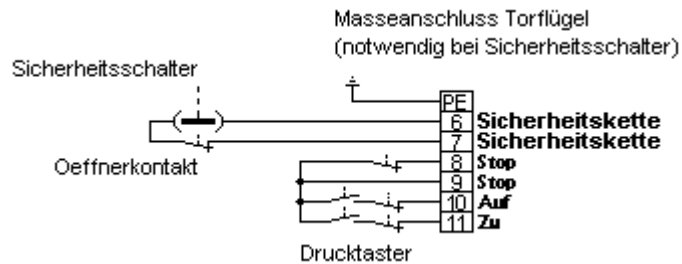 Masseanschluss Torflügel
(notwendig bei Sicherheitsschalter)
Sicherheitsschalter
PE
6 Sicherheitskette
7 Sicherheitskette
Oeffnerkontakt
8 Stop
9 Stop
10 Auf
11 Zu
Drucktaster